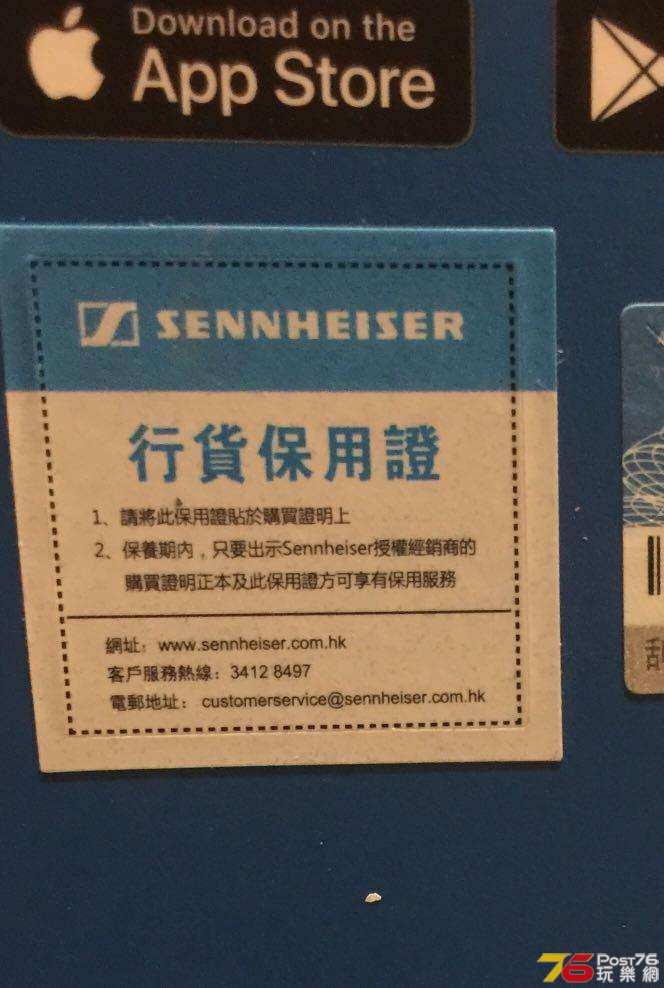 Download on the
App Store
SENNHEISER
行貨保用證
1、請將此保用證貼於購買證明上
2、保養期內，只要出示Sennheiser授權經銷商的
購買證明正本及此保用證方可享有保用服務
網址：www.sennheiser.com.hk
客戶服務熱線：3412 8497
電郵地址： customerservice@sennheiser.com.hk
刮
76 Post76
玩樂網